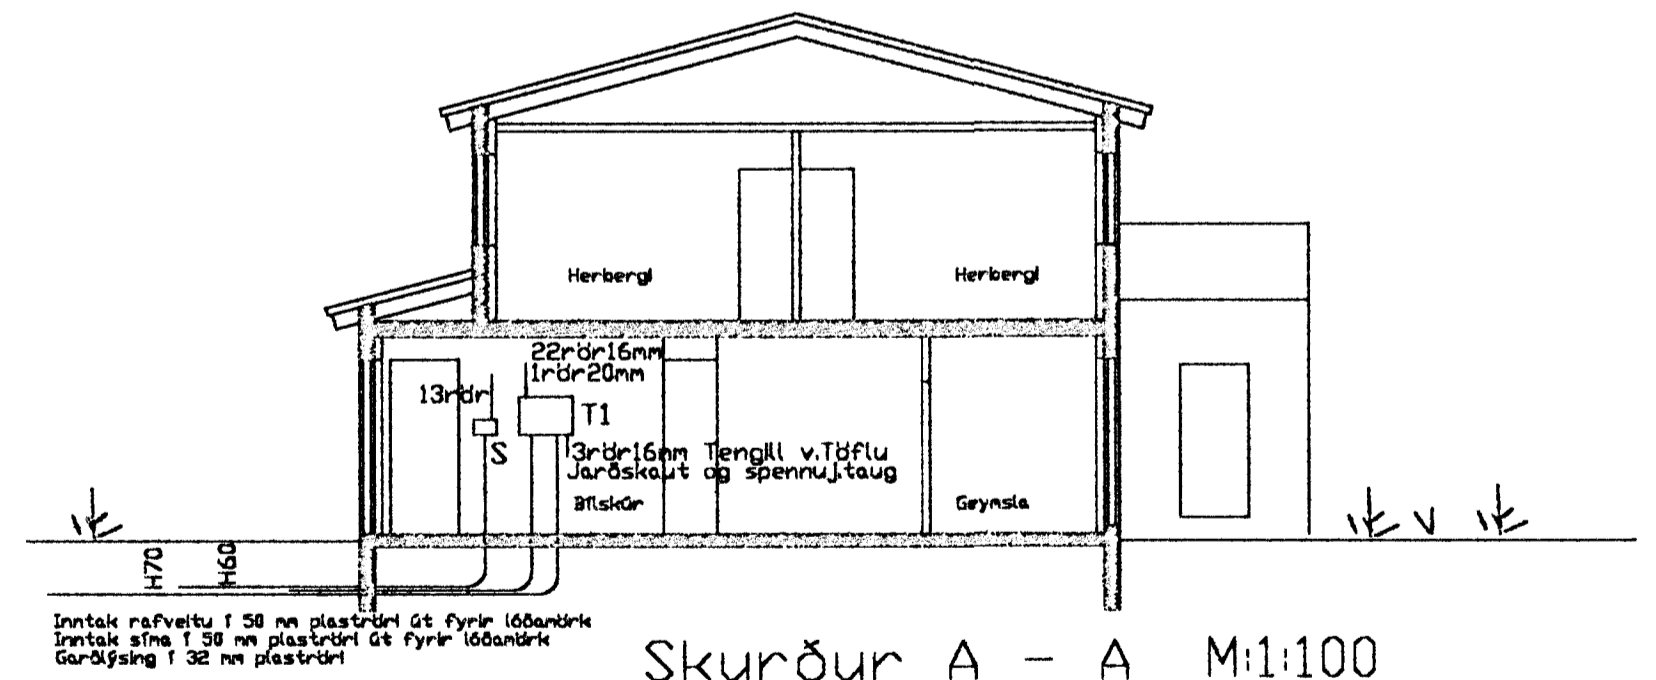 Herbergi
Herbergi
22rör16mm
1rör20mm
13rör
T1
S
3rör16mm Tengill v.Töflu
Jarðskaut og spennuj.taug
Bílskúr
Geymsla
H70
H60
V
Inntak rafveitu í 50 mm plaströri út fyrir lóðamörk
Inntak síma í 50 mm plaströri út fyrir lóðamörk
Garðlýsing í 32 mm plaströri
Skurður A - A M:1:100